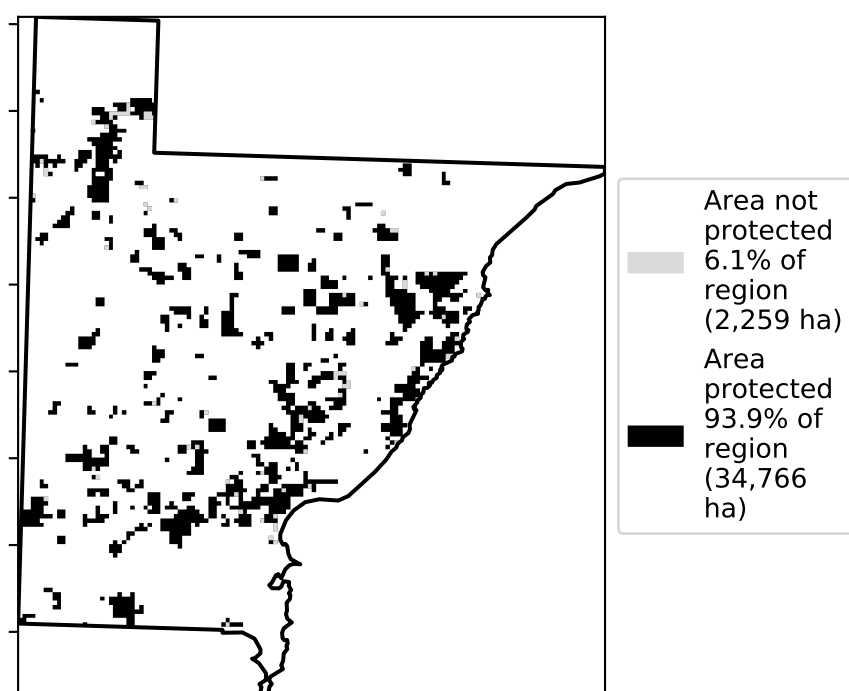 Area not
protected
6.1% of
region
(2,259 ha)
Area
protected
93.9% of
region
(34,766
ha)